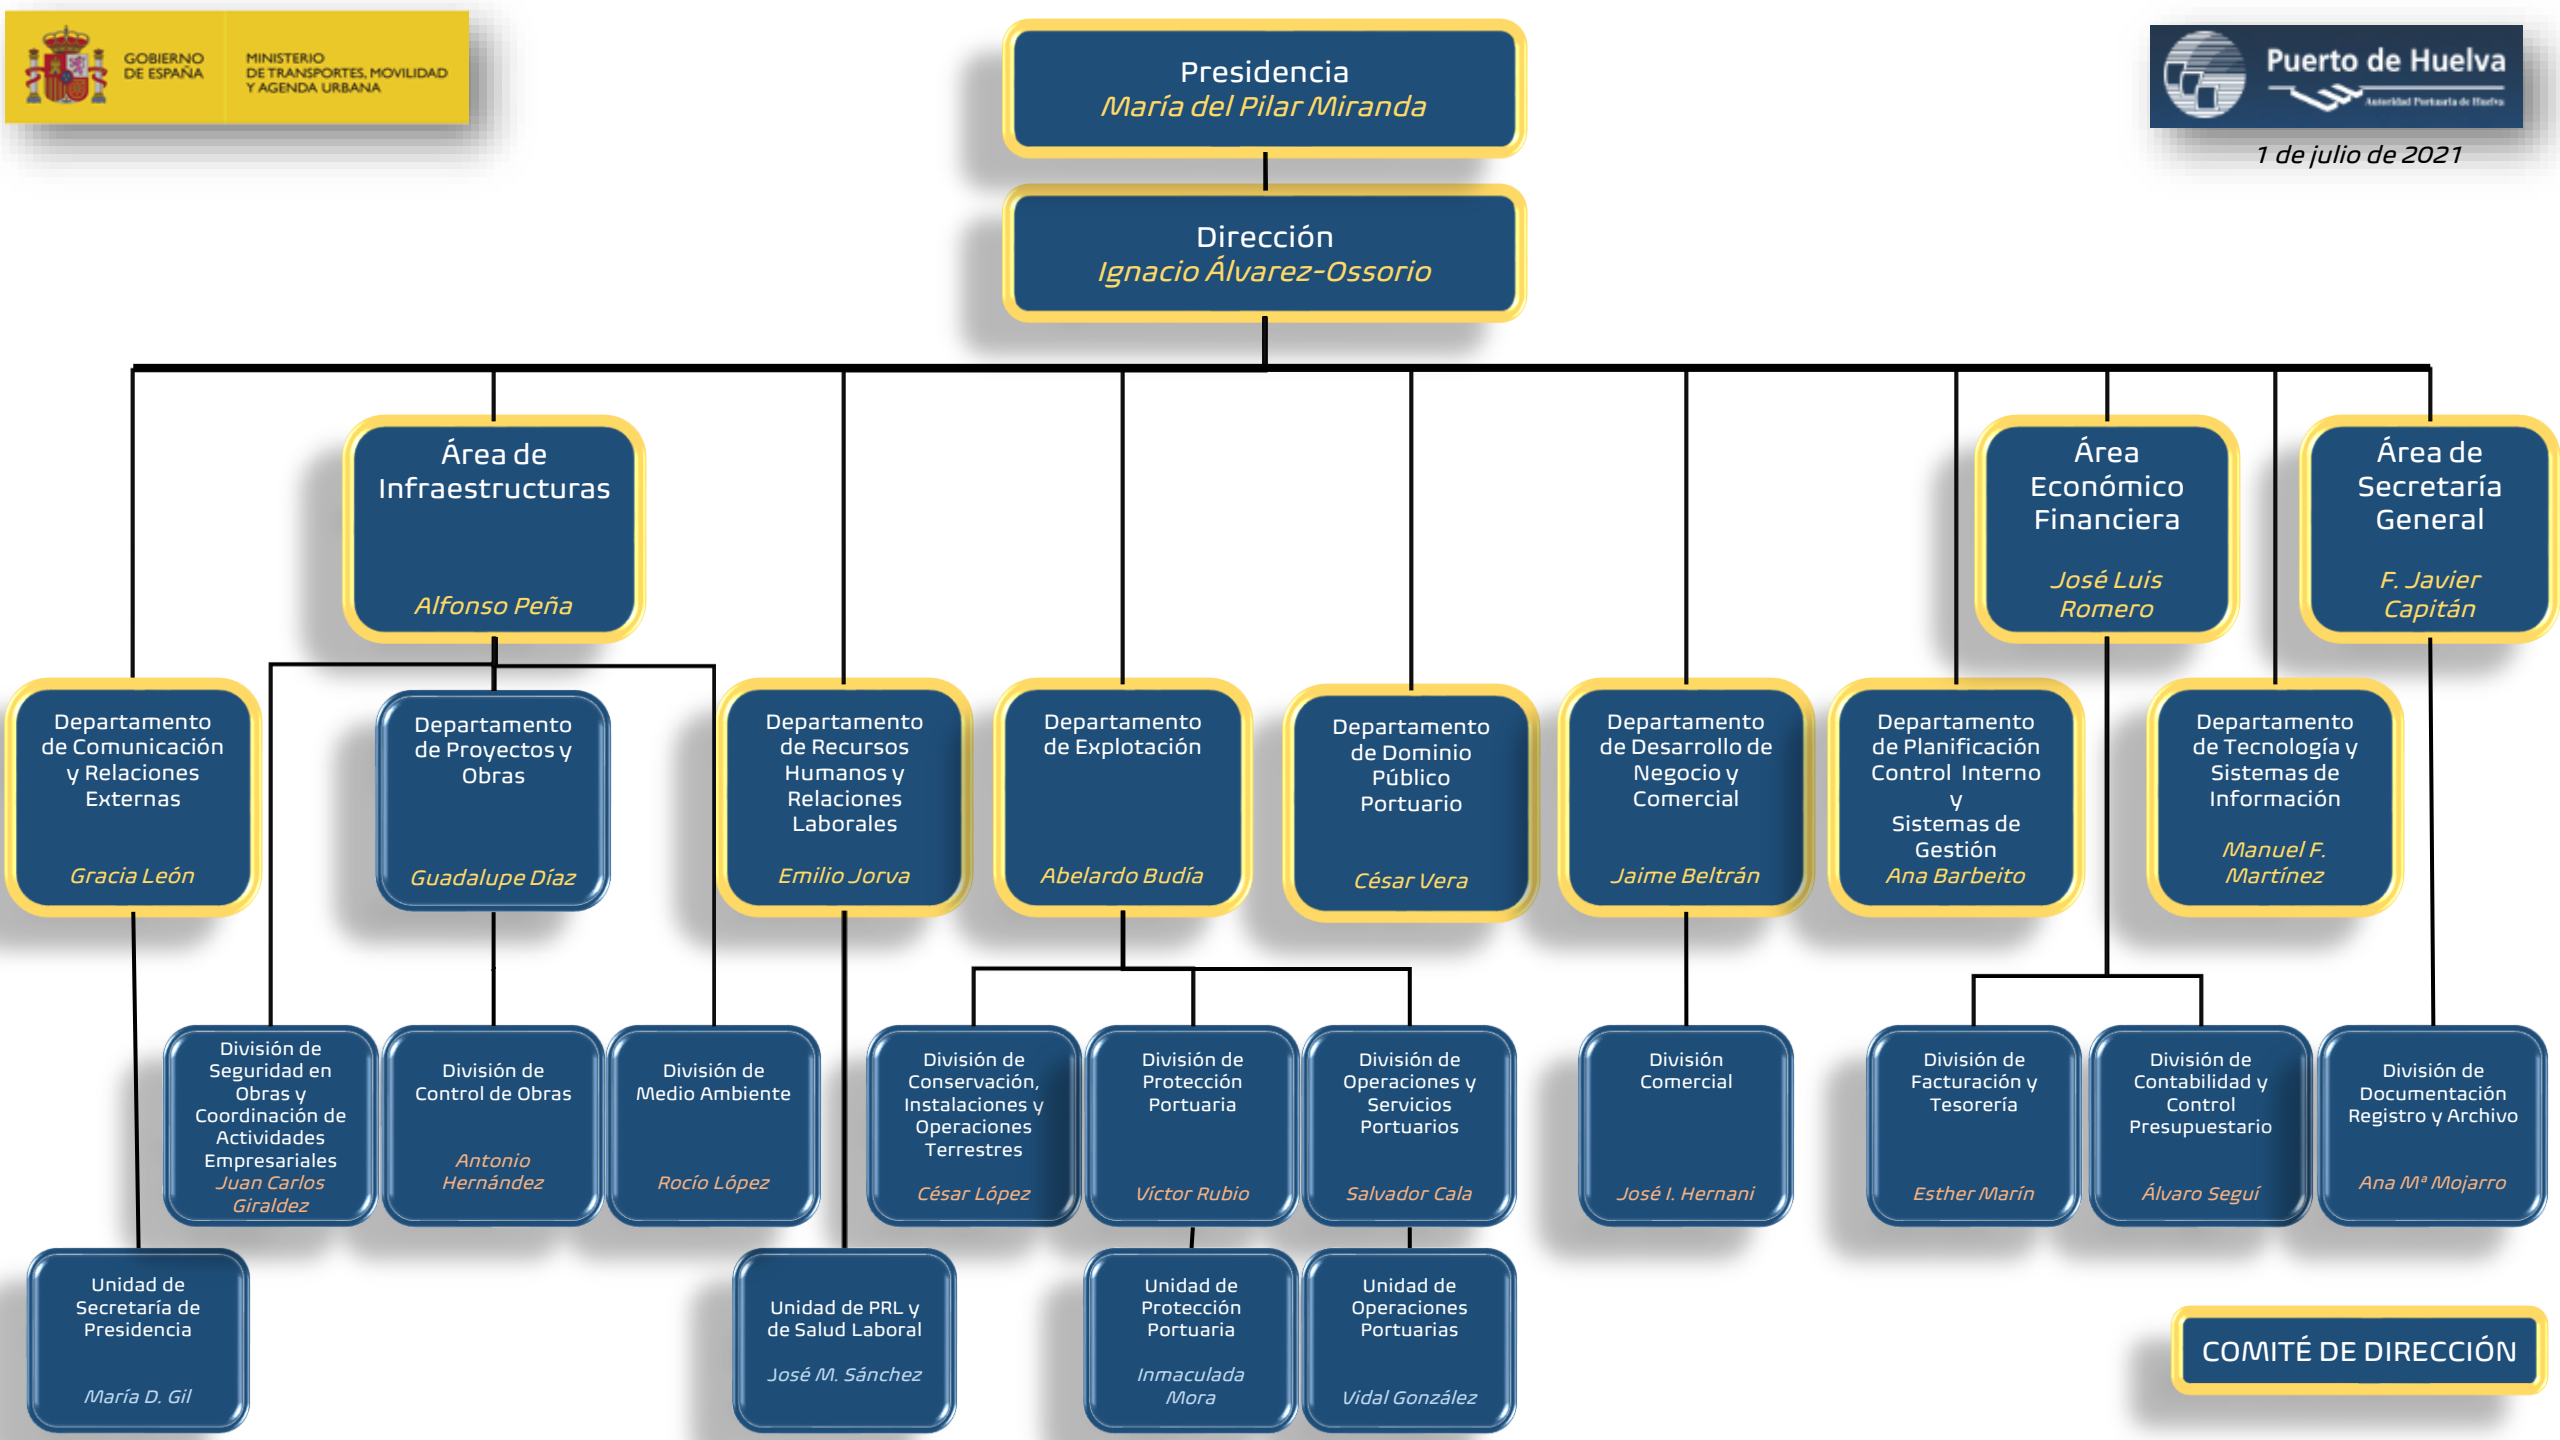 GOBIERNO
DE ESPAÑA
MINISTERIO
DE TRANSPORTES, MOVILIDAD
Y AGENDA URBANA
Presidencia
María del Pilar Miranda
Puerto de Huelva
Autoridad Portuaria de Huelva
1 de julio de 2021
Dirección
Ignacio Álvarez-Ossorio
Área de
Infraestructuras
Alfonso Peña
Área
Económico
Financiera
José Luis
Romero
Área de
Secretaría
General
F. Javier
Capitán
Departamento
de Comunicación
y Relaciones
Externas
Gracia León
Departamento
de Proyectos y
Obras
Guadalupe Díaz
Departamento
de Recursos
Humanos y
Relaciones
Laborales
Emilio Jorva
Departamento
de Explotación
Abelardo Budía
Departamento
de Dominio
Público
Portuario
César Vera
Departamento
de Desarrollo de
Negocio y
Comercial
Jaime Beltrán
Departamento
de Planificación
Control Interno
y
Sistemas de
Gestión
Ana Barbeito
Departamento
de Tecnología y
Sistemas de
Información
Manuel F.
Martínez
División de
Seguridad en
Obras y
Coordinación de
Actividades
Empresariales
Juan Carlos
Giraldez
División de
Control de Obras
Antonio
Hernández
División de
Medio Ambiente
Rocío López
División de
Conservación,
Instalaciones y
Operaciones
Terrestres
César López
División de
Protección
Portuaria
Víctor Rubio
División de
Operaciones y
Servicios
Portuarios
Salvador Cala
División
Comercial
José I. Hernani
División de
Facturación y
Tesorería
Esther Marín
División de
Contabilidad y
Control
Presupuestario
Álvaro Seguí
División de
Documentación
Registro y Archivo
Ana Mª Mojarro
Unidad de
Secretaría de
Presidencia
María D. Gil
Unidad de PRL y
de Salud Laboral
José M. Sánchez
Unidad de
Protección
Portuaria
Inmaculada
Mora
Unidad de
Operaciones
Portuarias
Vidal González
COMITÉ DE DIRECCIÓN